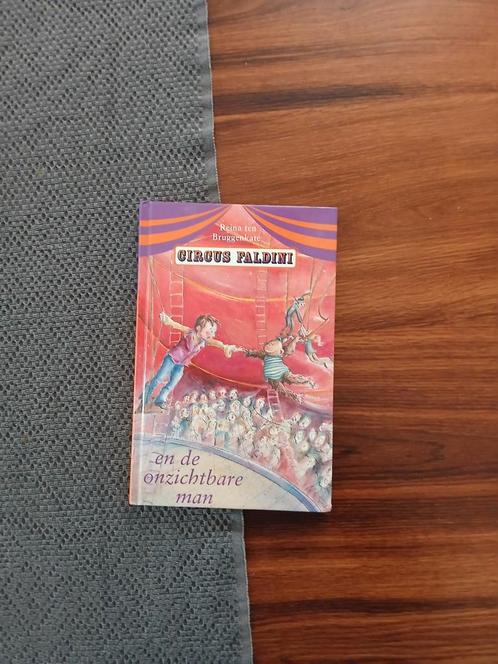 Reina ten
Bruggenkate
CIRCUS FALDINI
en de
onzichtbare
man